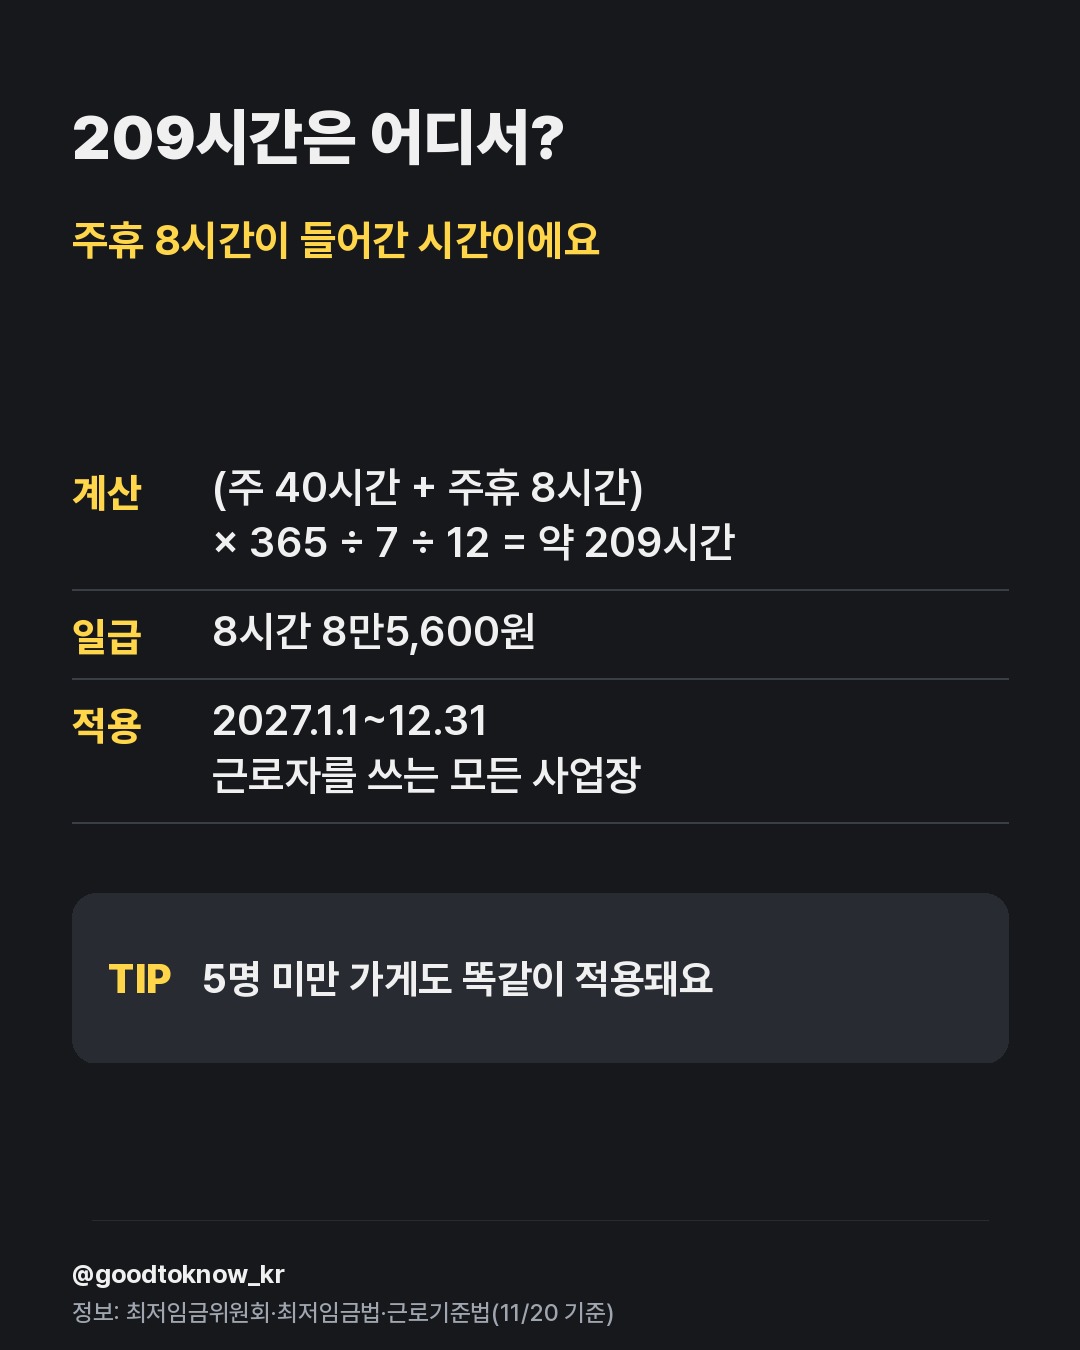 209시간은 어디서?
주휴 8시간이 들어간 시간이에요
계산 (주 40시간 + 주휴 8시간)
× 365 ÷ 7 ÷ 12 = 약 209시간
일급 8시간 8만5,600원
적용 2027.1.1~12.31
근로자를 쓰는 모든 사업장
TIP 5명 미만 가게도 똑같이 적용돼요
@goodtoknow_kr
정보: 최저임금위원회·최저임금법·근로기준법(11/20 기준)